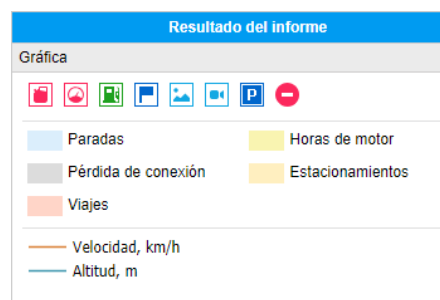 Resultado del informe
Gráfica
P
Paradas
Horas de motor
Pérdida de conexión
Estacionamientos
Viajes
Velocidad, km/h
Altitud, m